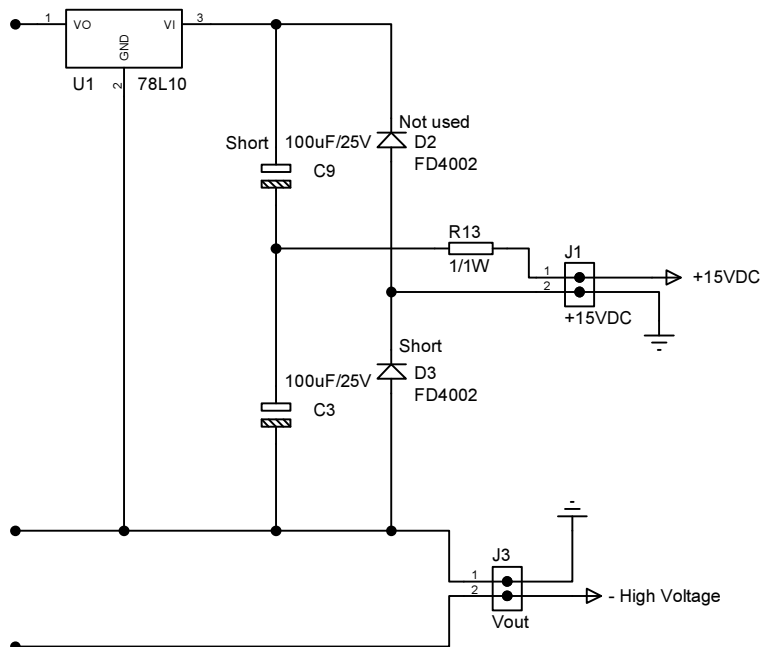 1 VO VI 3
GND
2
U1 78L10
Not used
Short 100uF/25V D2
C9 FD4002
R13
1/1W
J1
1 +15VDC
2
+15VDC
Short
100uF/25V D3
C3 FD4002
J3
1
2 - High Voltage
Vout